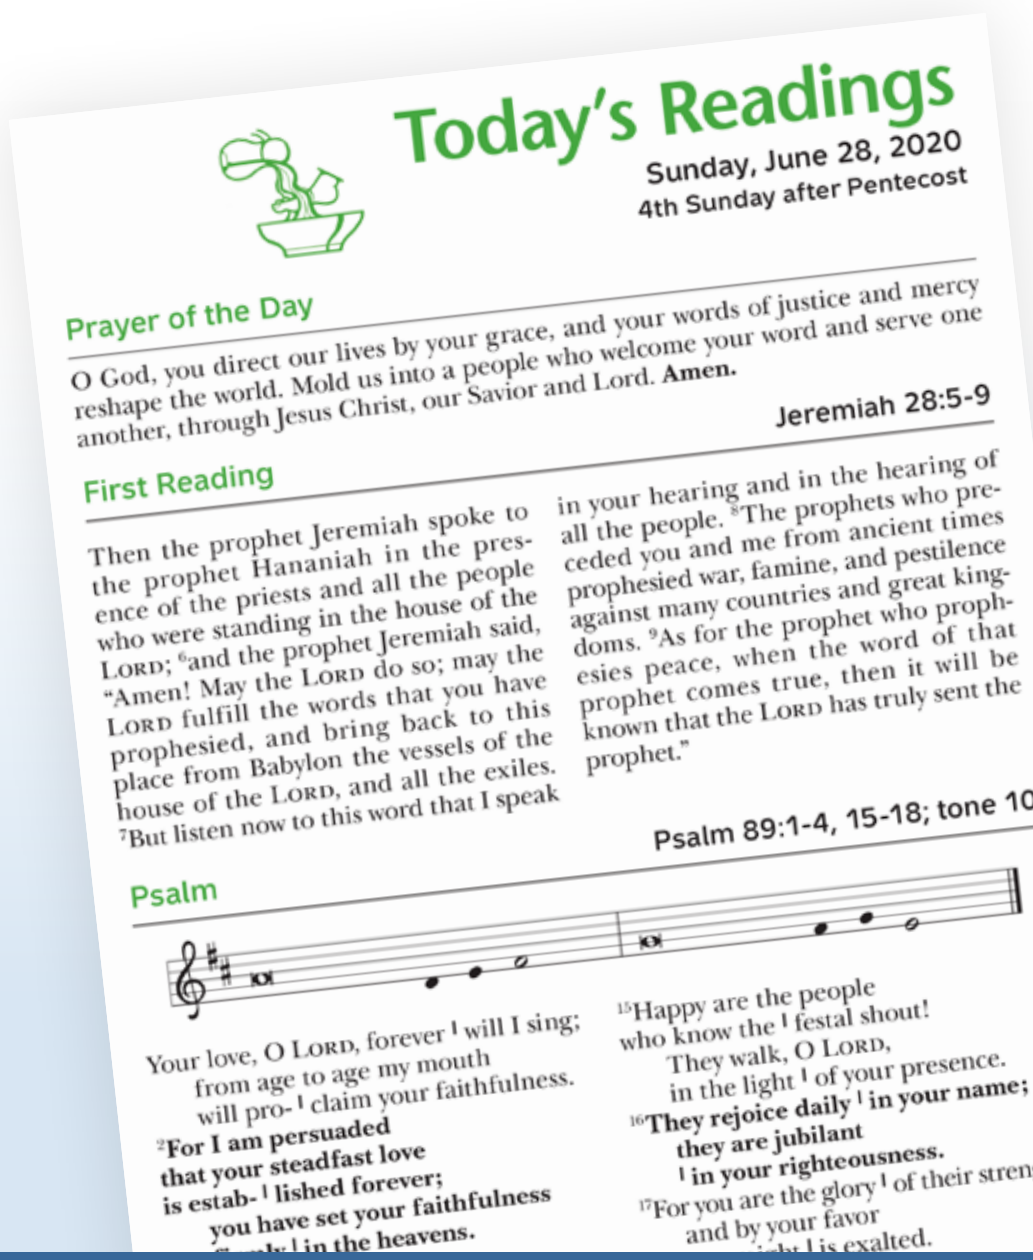 Today's Readings
Sunday, June 28, 2020
4th Sunday after Pentecost
Prayer of the Day
O God, you direct our lives by your grace, and your words of justice and mercy
reshape the world. Mold us into a people who welcome your word and serve one
another, through Jesus Christ, our Savior and Lord. Amen.
First Reading
Jeremiah 28:5-9
Then the prophet Jeremiah spoke to
the prophet Hananiah in the pres-
ence of the priests and all the people
who were standing in the house of the
LORD; ⁶and the prophet Jeremiah said,
“Amen! May the LORD do so; may the
LORD fulfill the words that you have
prophesied, and bring back to this
place from Babylon the vessels of the
house of the LORD, and all the exiles.
⁷But listen now to this word that I speak
in your hearing and in the hearing of
all the people. ⁸The prophets who pre-
ceded you and me from ancient times
prophesied war, famine, and pestilence
against many countries and great king-
doms. ⁹As for the prophet who proph-
esies peace, when the word of that
prophet comes true, then it will be
known that the LORD has truly sent the
prophet.”
Psalm
Psalm 89:1-4, 15-18; tone 10
Your love, O LORD, forever | will I sing;
from age to age my mouth
will pro- | claim your faithfulness.
²For I am persuaded
that your steadfast love
is estab- | lished forever;
you have set your faithfulness
| in the heavens.
¹⁵Happy are the people
who know the | festal shout!
They walk, O LORD,
in the light | of your presence.
¹⁶They rejoice daily | in your name;
they are jubilant
| in your righteousness.
¹⁷For you are the glory | of their
and by your favor
| is exalted.